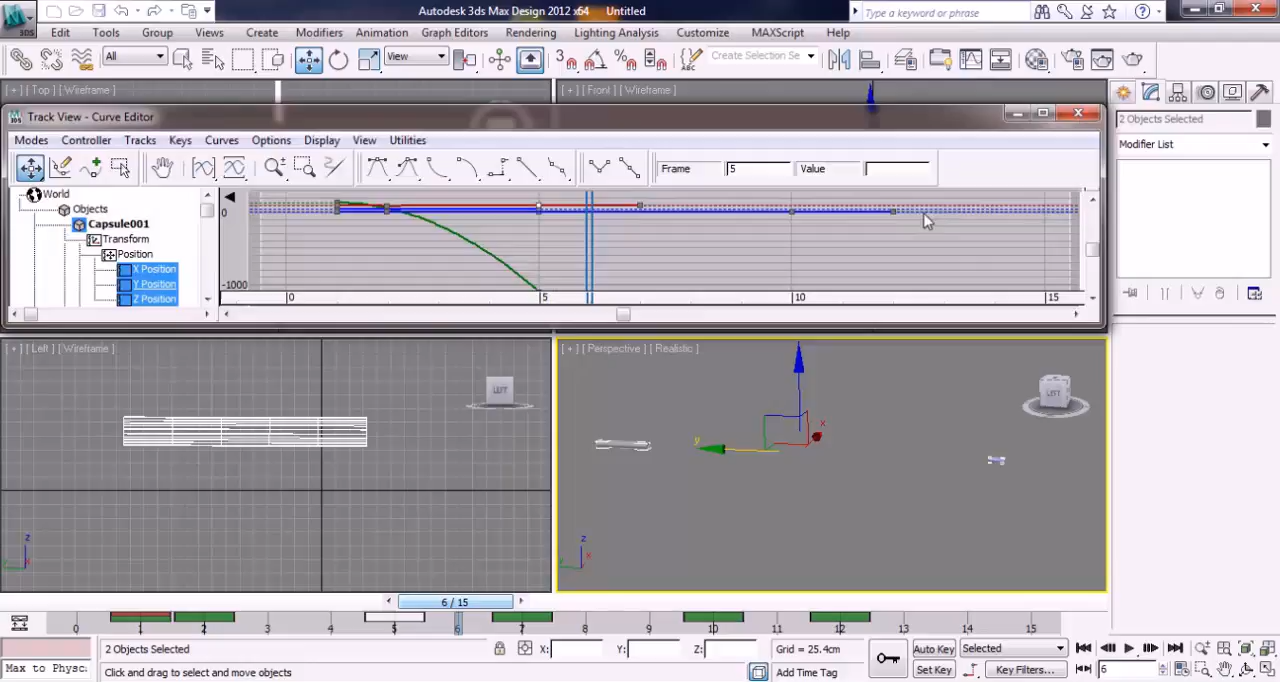 Autodesk 3ds Max Design 2012 x64 Untitled
Type a keyword or phrase
3DS
Edit Tools Group Views Create Modifiers Animation Graph Editors Rendering Lighting Analysis Customize MAXScript Help
All View 3 Create Selection Se
[ + ] [ Top ] [ Wireframe ] [ + ] [ Front ] [ Wireframe ]
Track View - Curve Editor
2 Objects Selected
Modes Controller Tracks Keys Curves Options Display View Utilities
Modifier List
Frame 5 Value
World
Objects
Capsule001
Transform
Position
X Position
Y Position
Z Position
0
-1000
0 5 10 15
[ + ] [ Left ] [ Wireframe ] [ + ] [ Perspective ] [ Realistic ]
LEFT LEFT
x
y
z
z
6 / 15
0 1 2 3 4 5 6 7 8 9 10 11 12 13 14 15
2 Objects Selected X: Y: Z: Grid = 25.4cm Auto Key Selected
Max to Physc. Click and drag to select and move objects Add Time Tag Set Key Key Filters... 6